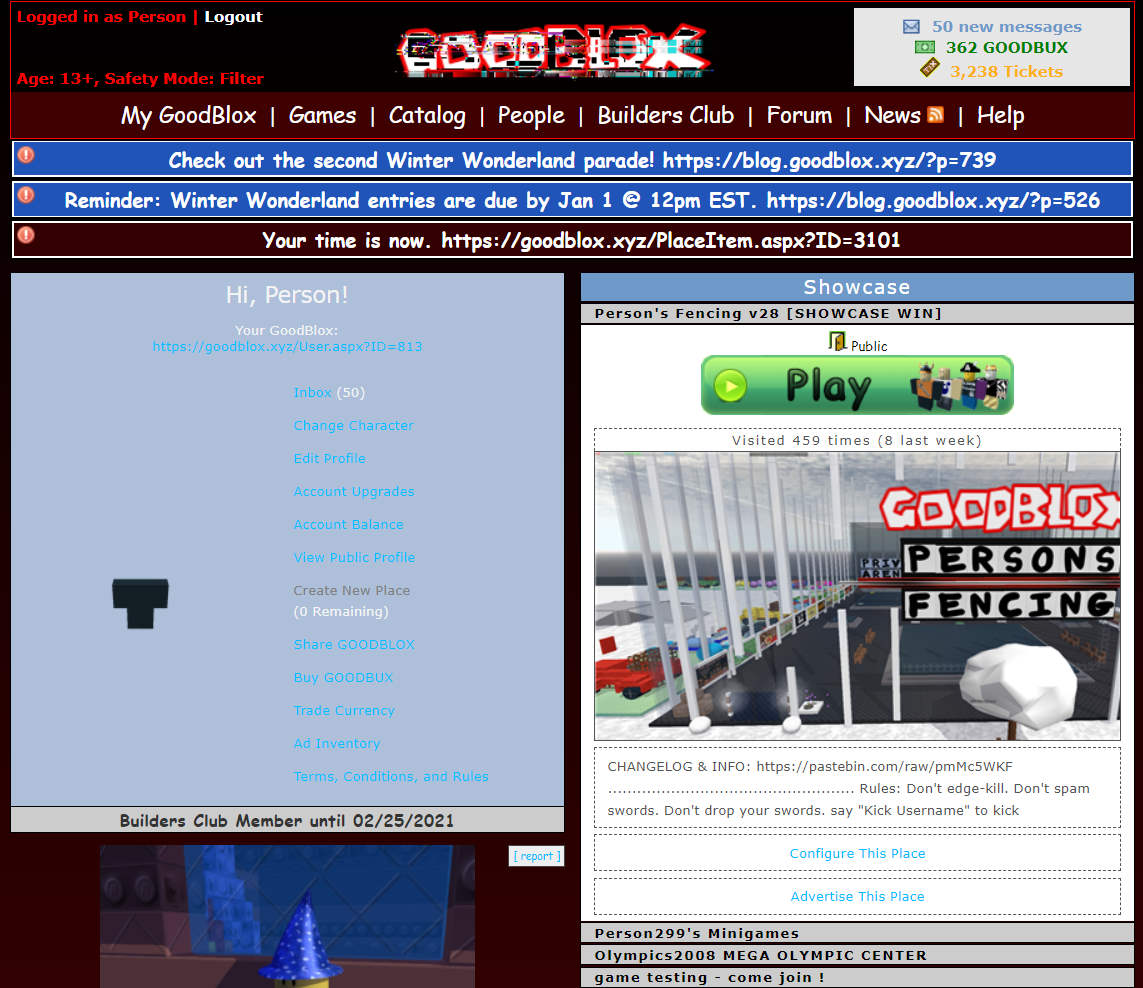 Logged in as Person | Logout
GOODBLOX
50 new messages
362 GOODBUX
Age: 13+, Safety Mode: Filter
3,238 Tickets
My GoodBlox | Games | Catalog | People | Builders Club | Forum | News | Help
Check out the second Winter Wonderland parade! https://blog.goodblox.xyz/?p=739
Reminder: Winter Wonderland entries are due by Jan 1 @ 12pm EST. https://blog.goodblox.xyz/?p=526
Your time is now. https://goodblox.xyz/PlaceItem.aspx?ID=3101
Hi, Person!
Your GoodBlox:
https://goodblox.xyz/User.aspx?ID=813
Inbox (50)
Change Character
Edit Profile
Account Upgrades
Account Balance
View Public Profile
Create New Place
(0 Remaining)
Share GOODBLOX
Buy GOODBUX
Trade Currency
Ad Inventory
Terms, Conditions, and Rules
Builders Club Member until 02/25/2021
[ report ]
Showcase
Person's Fencing v28 [SHOWCASE WIN]
Public
Play
Visited 459 times (8 last week)
GOODBLOX
PERSONS
FENCING
CHANGELOG & INFO: https://pastebin.com/raw/pmMc5WKF
................................................... Rules: Don't edge-kill. Don't spam
swords. Don't drop your swords. say "Kick Username" to kick
Configure This Place
Advertise This Place
Person299's Minigames
Olympics2008 MEGA OLYMPIC CENTER
game testing - come join !